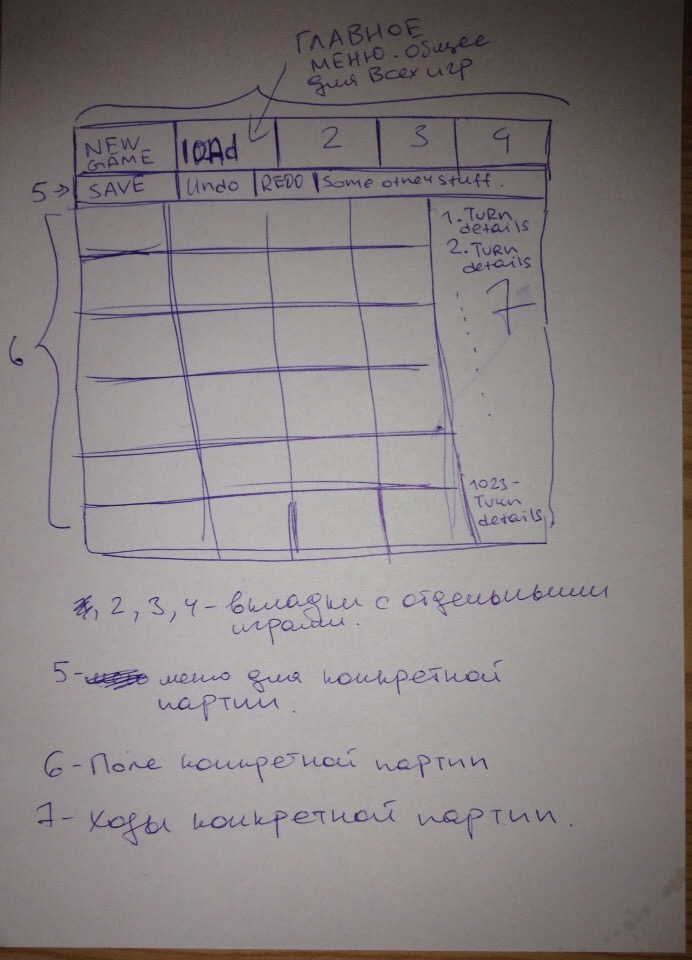 ГЛАВНОЕ
МЕНЮ. Общее
для всех игр
NEW GAME LOAd 2 3 4
5 → SAVE Undo REDO Some other stuff.
1. Turn
details
2. Turn
details
7
6
1023 -
Turn
details
, 2, 3, 4 - вкладки с отдельными
играми.
5 - меню для конкретной
партии.
6 - Поле конкретной партии
7 - Ходы конкретной партии.